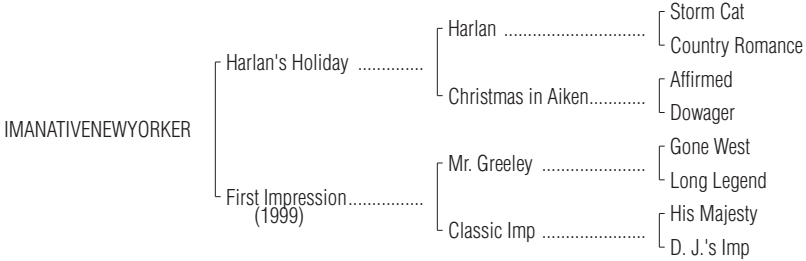 Storm Cat
Harlan ..............................
Country Romance
Harlan's Holiday ..............
Affirmed
Christmas in Aiken............
Dowager
IMANATIVENEWYORKER
Gone West
Mr. Greeley ......................
Long Legend
First Impression................
(1999)
His Majesty
Classic Imp ......................
D. J.'s Imp